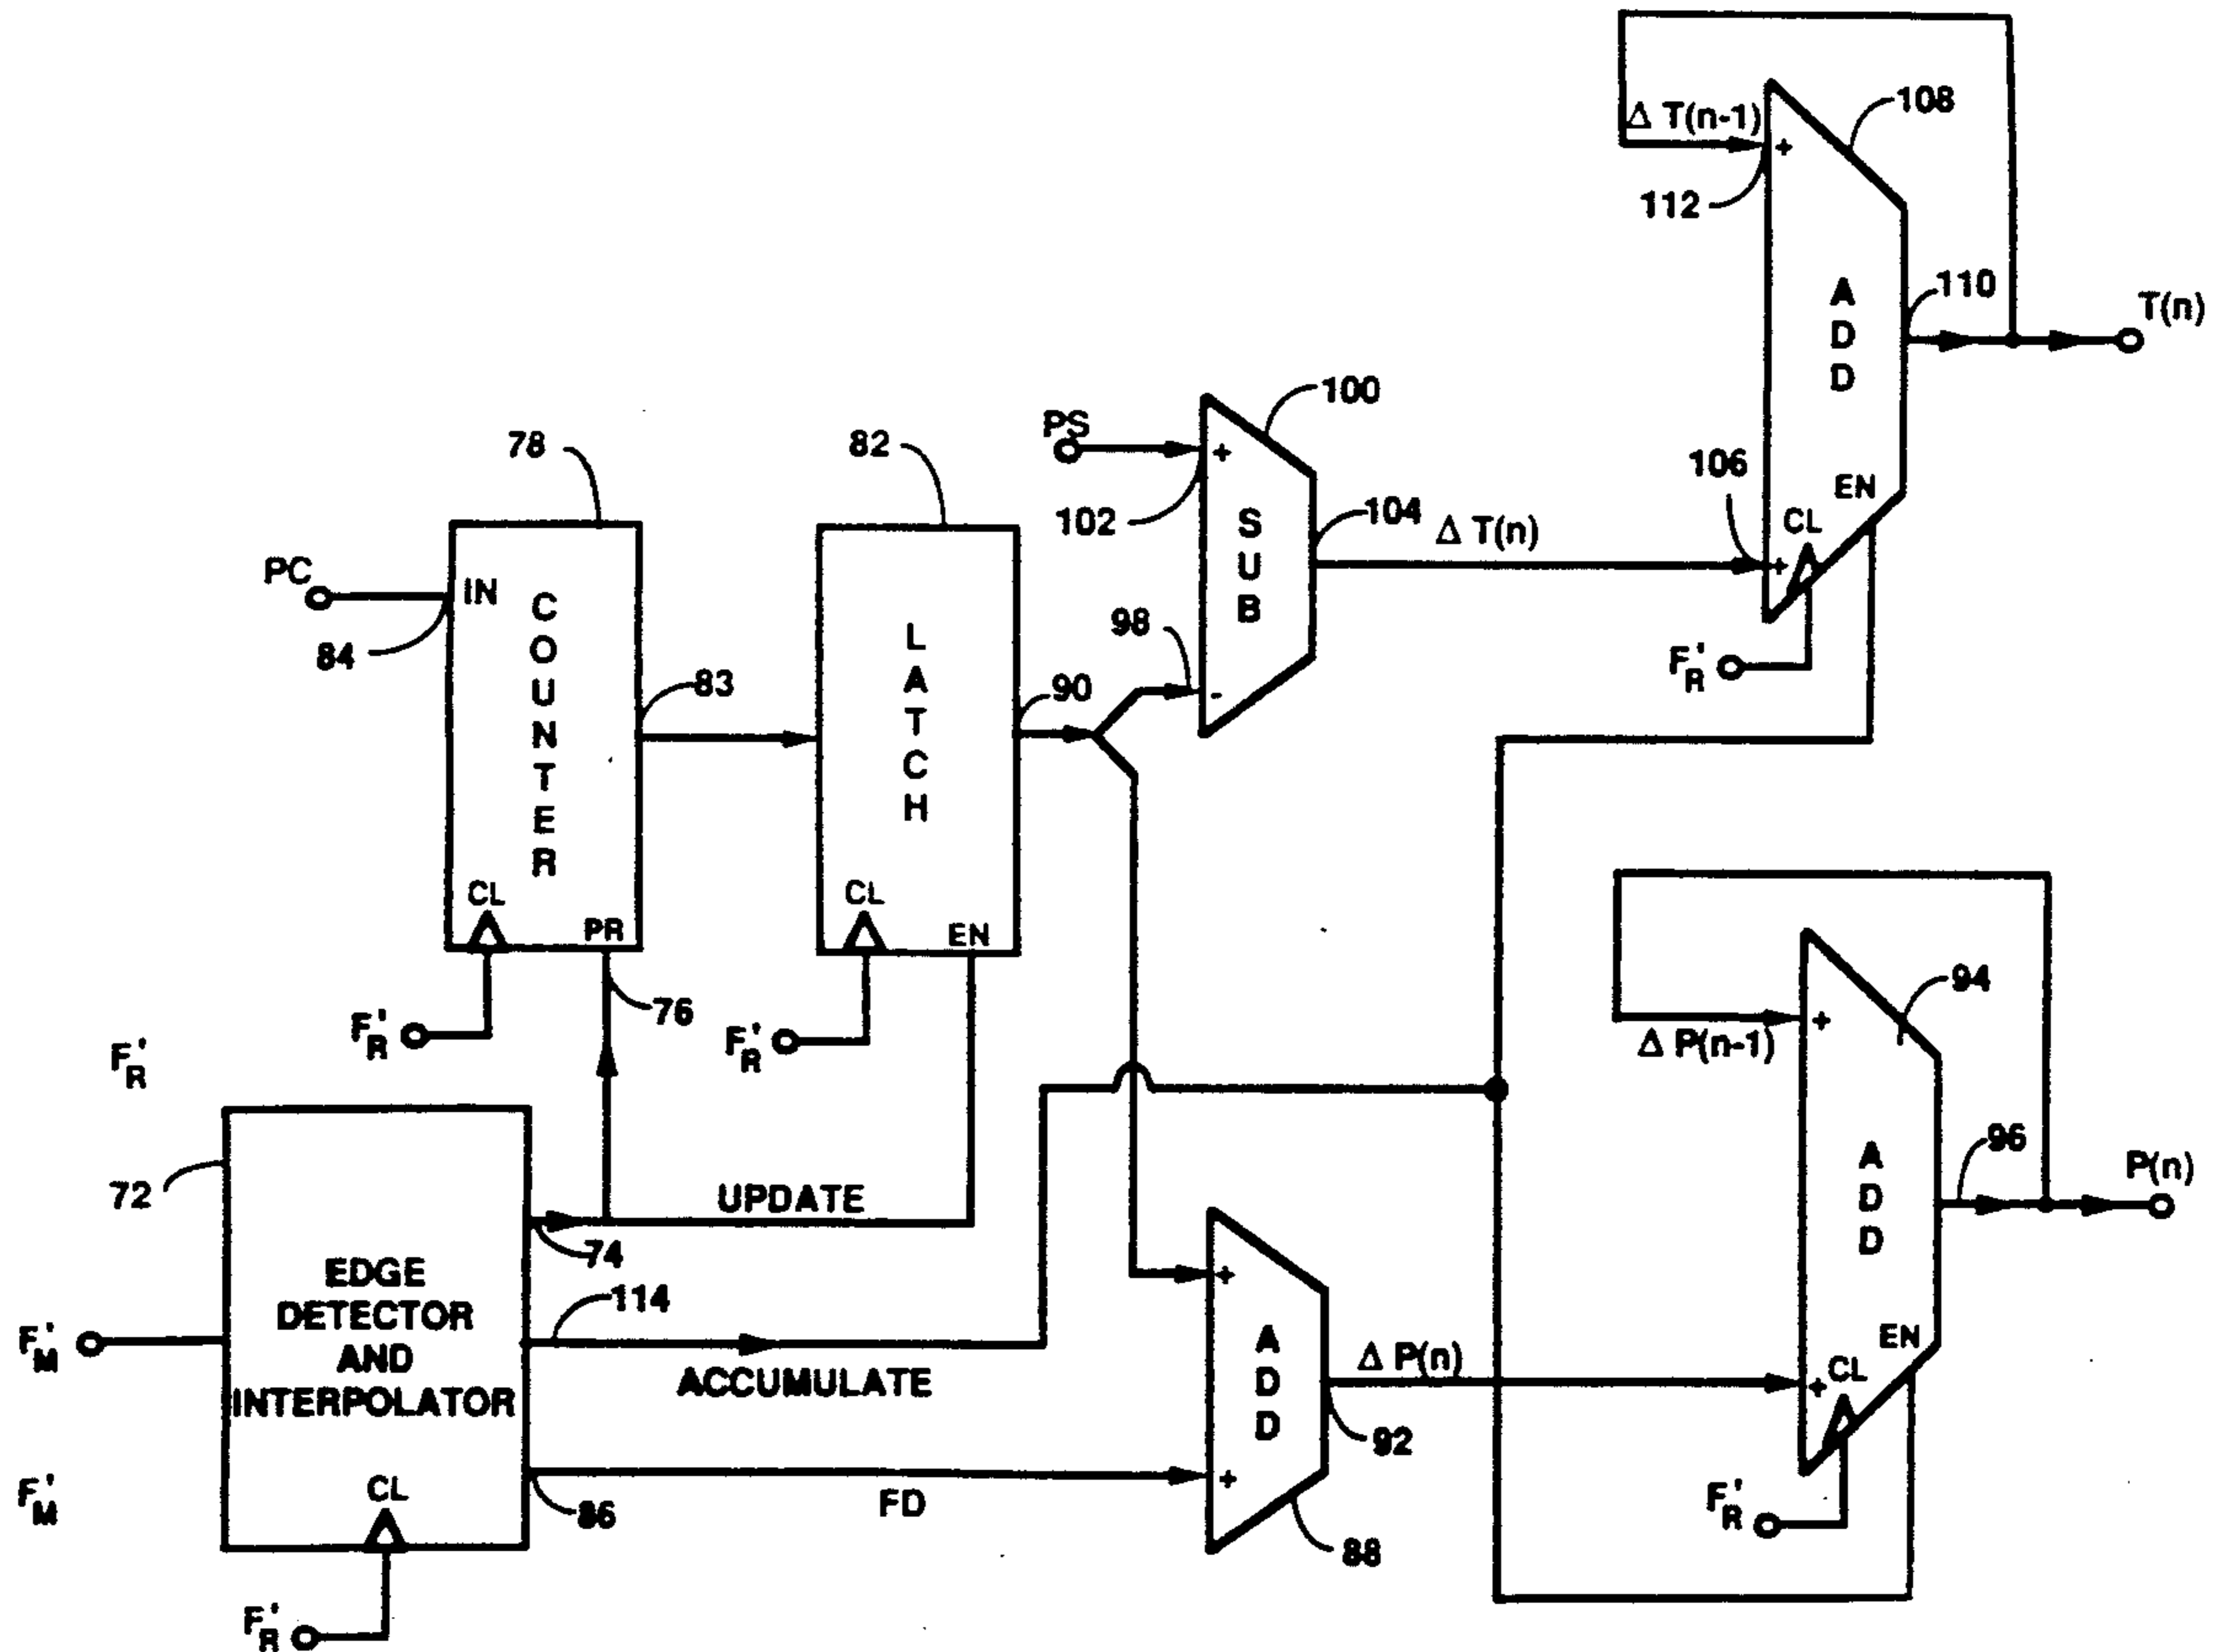 Δ T(n-1)
108
+
112
A
D
D
110
T(n)
EN
CL
+
106
F'R
PS
100
+
102
S
U
B
104
Δ T(n)
98
-
78
PC
IN
84
C
O
U
N
T
E
R
83
CL
PR
76
F'R
82
L
A
T
C
H
90
CL
EN
F'R
F'R
72
EDGE
DETECTOR
AND
INTERPOLATOR
F'M
F'M
CL
F'R
74
UPDATE
114
ACCUMULATE
86
FD
+
A
D
D
+
88
Δ P(n)
92
Δ P(n-1)
+
94
A
D
D
96
P(n)
EN
CL
+
F'R